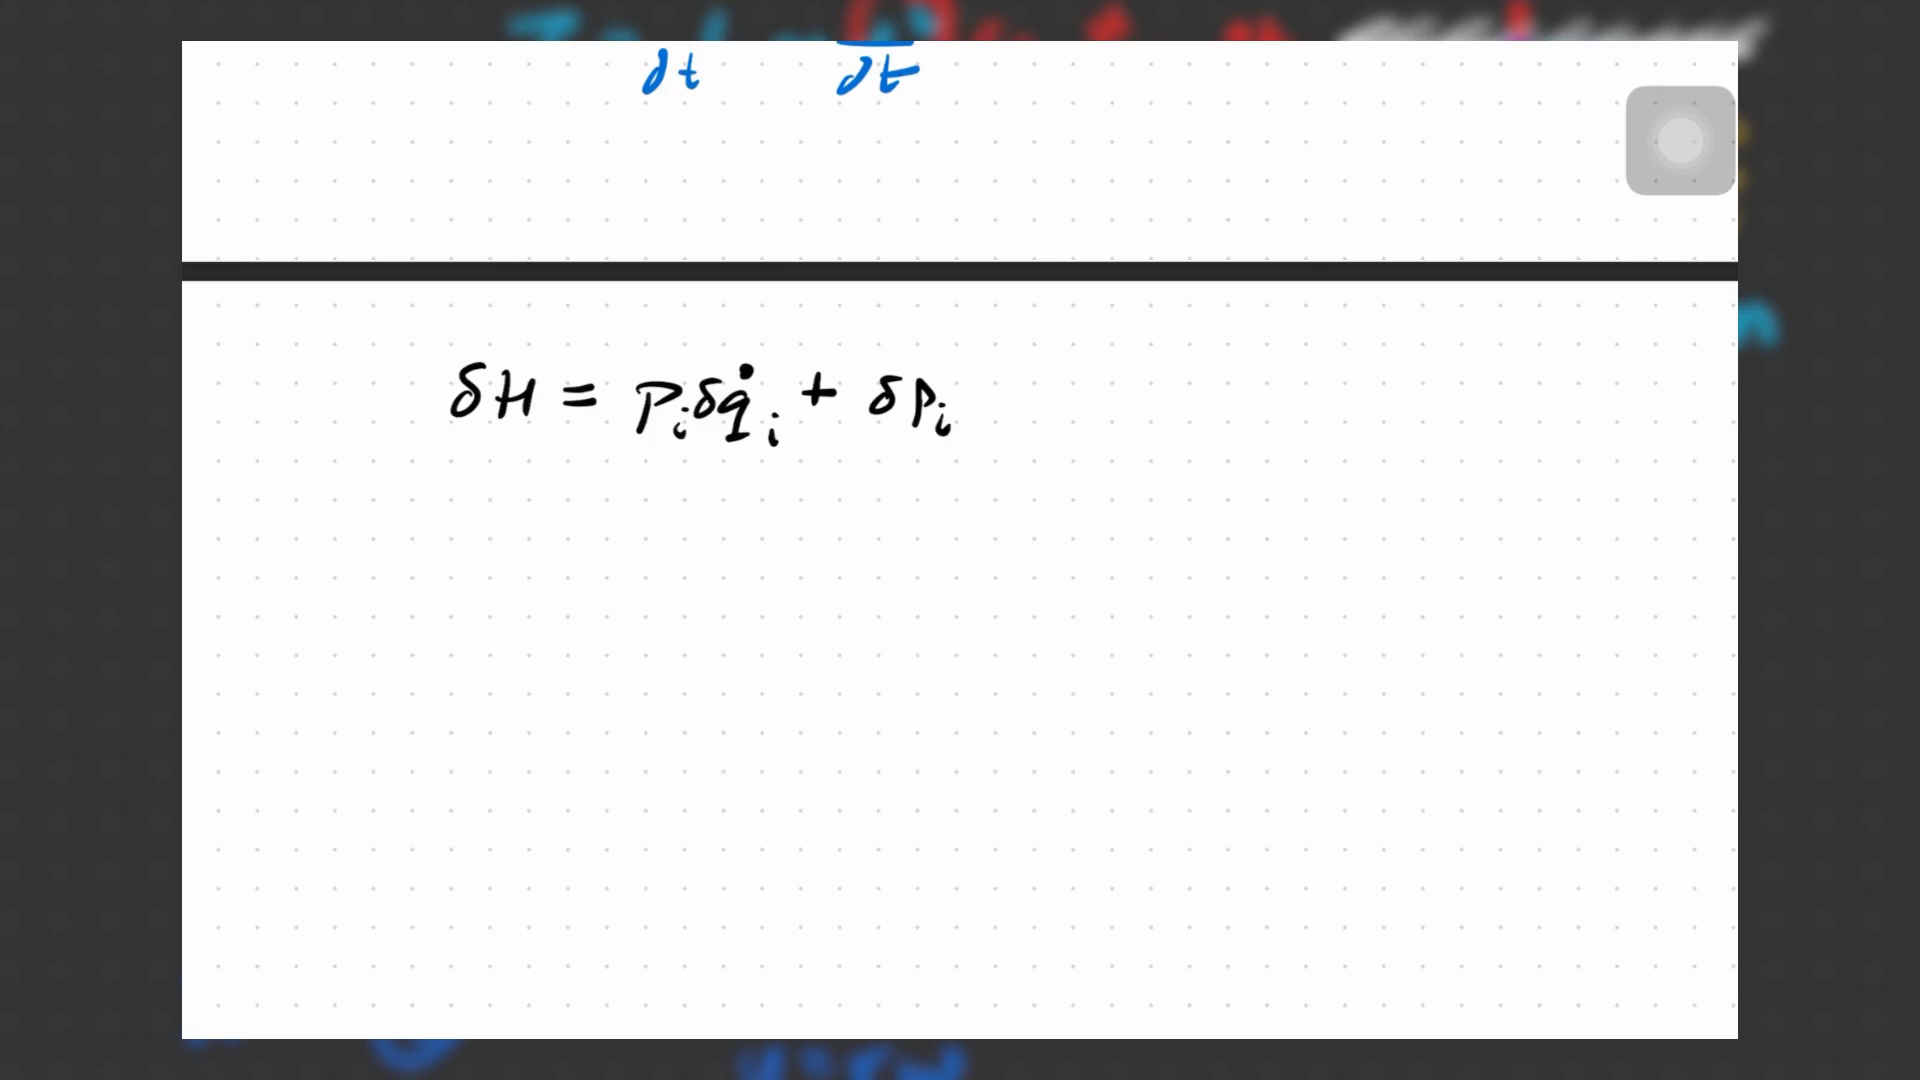 ∂t ∂t
δH = Pᵢδq̇ᵢ + δpᵢ